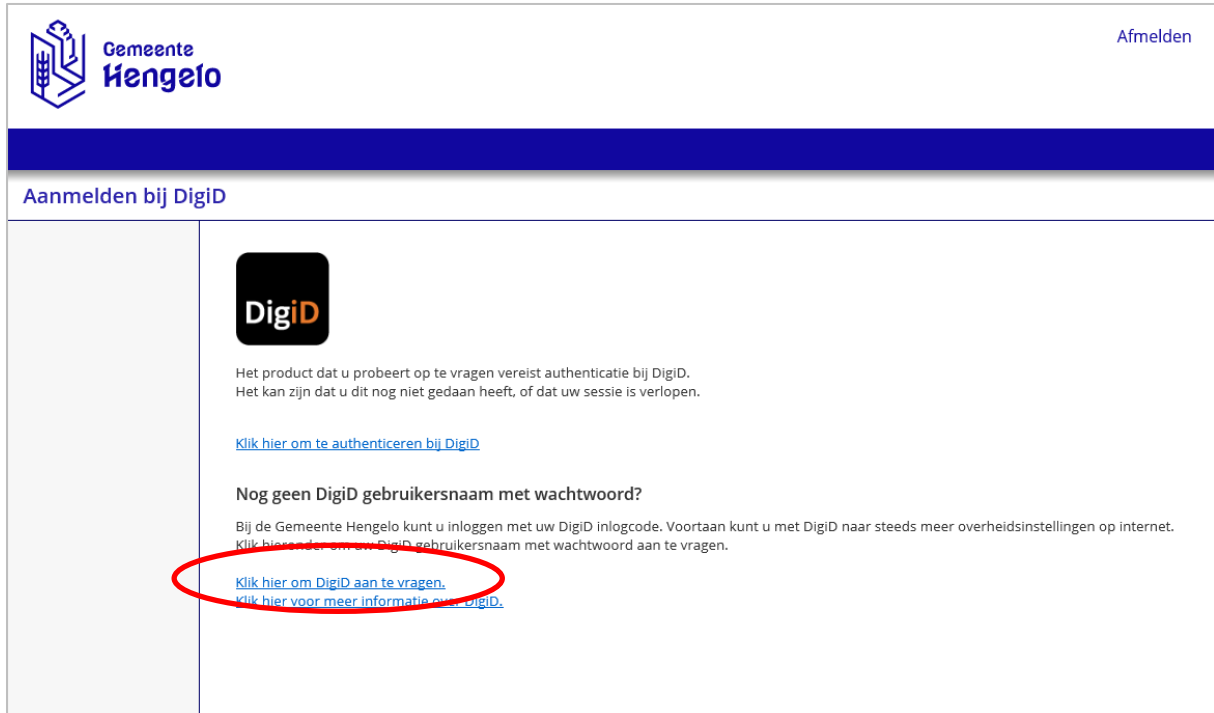 Gemeente
Hengelo
Afmelden
Aanmelden bij DigiD
DigiD
Het product dat u probeert op te vragen vereist authenticatie bij DigiD.
Het kan zijn dat u dit nog niet gedaan heeft, of dat uw sessie is verlopen.
Klik hier om te authenticeren bij DigiD
Nog geen DigiD gebruikersnaam met wachtwoord?
Bij de Gemeente Hengelo kunt u inloggen met uw DigiD inlogcode. Voortaan kunt u met DigiD naar steeds meer overheidsinstellingen op internet.
Klik hieronder om uw DigiD gebruikersnaam met wachtwoord aan te vragen.
Klik hier om DigiD aan te vragen.
Klik hier voor meer informatie over DigiD.